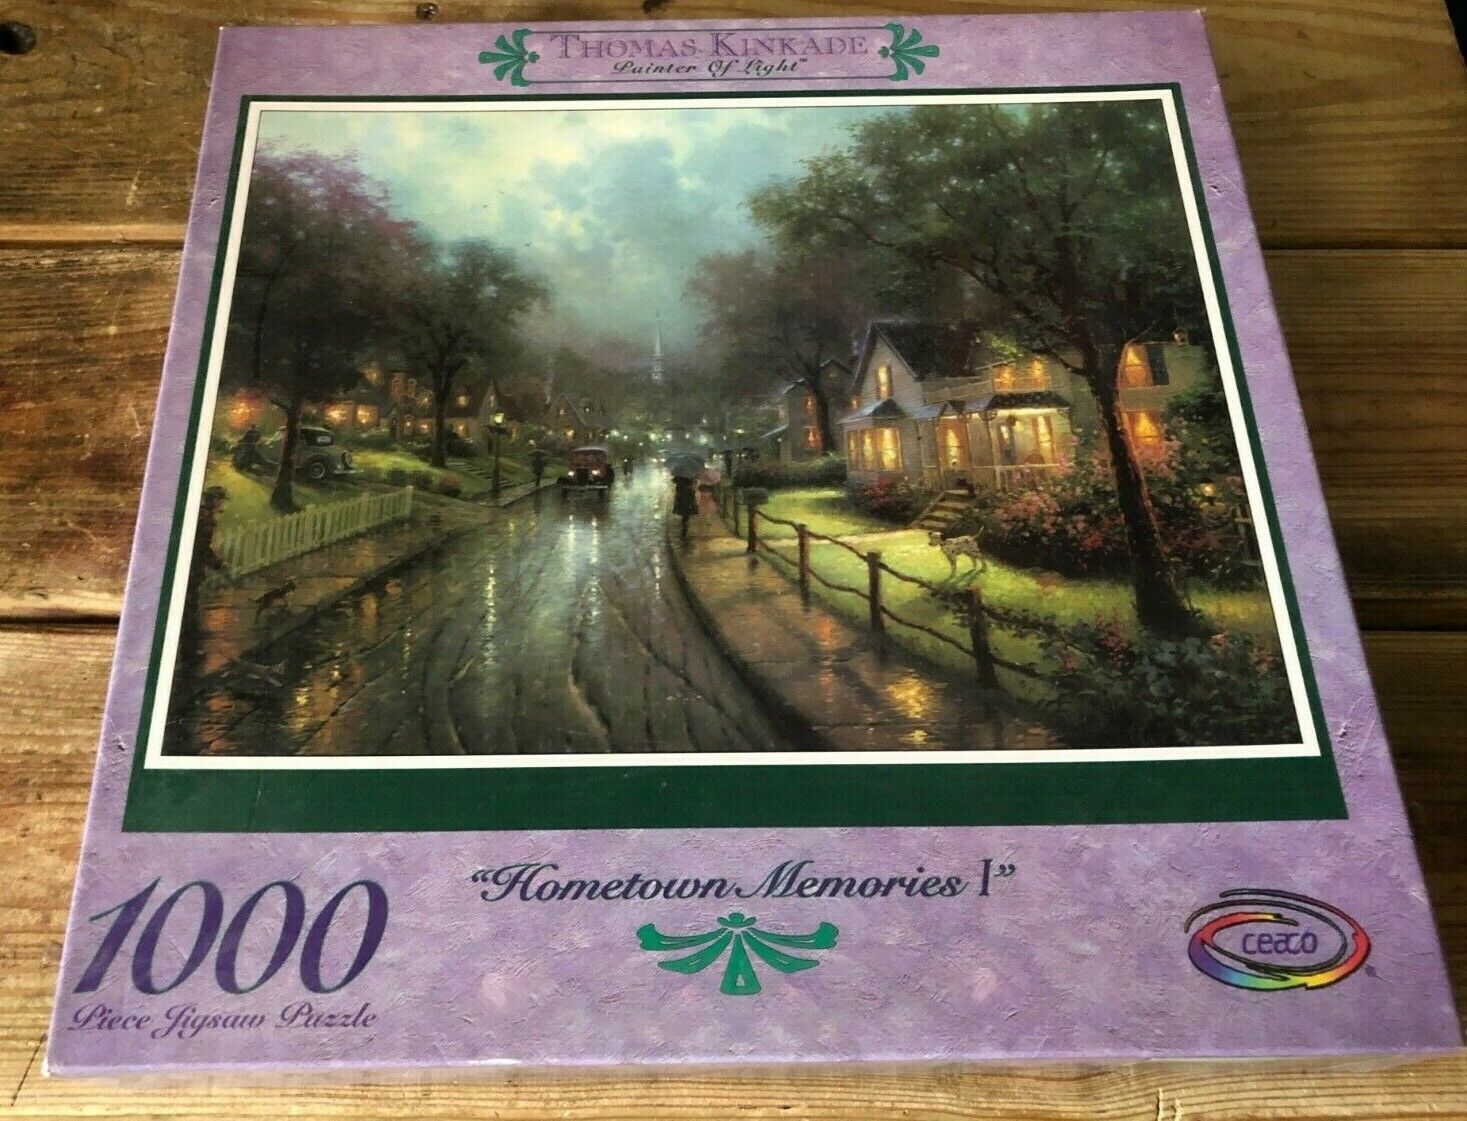 THOMAS KINKADE
Painter Of Light™
"Hometown Memories I"
1000
Piece Jigsaw Puzzle
ceaco